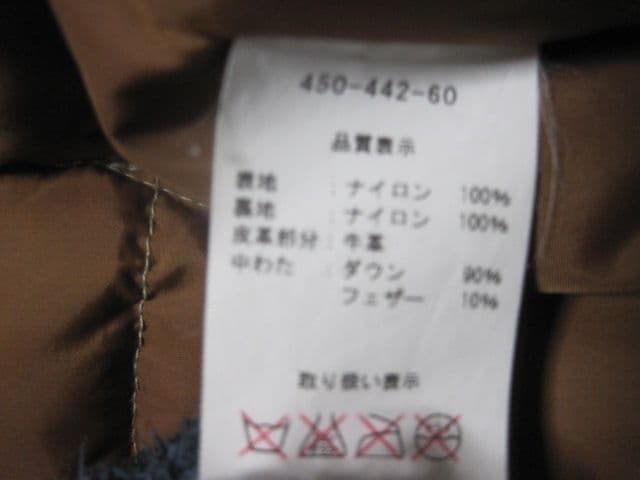 450-442-60
品質表示
表地 : ナイロン 100%
裏地 : ナイロン 100%
皮革部分 : 牛革
中わた : ダウン 90%
フェザー 10%
取り扱い表示